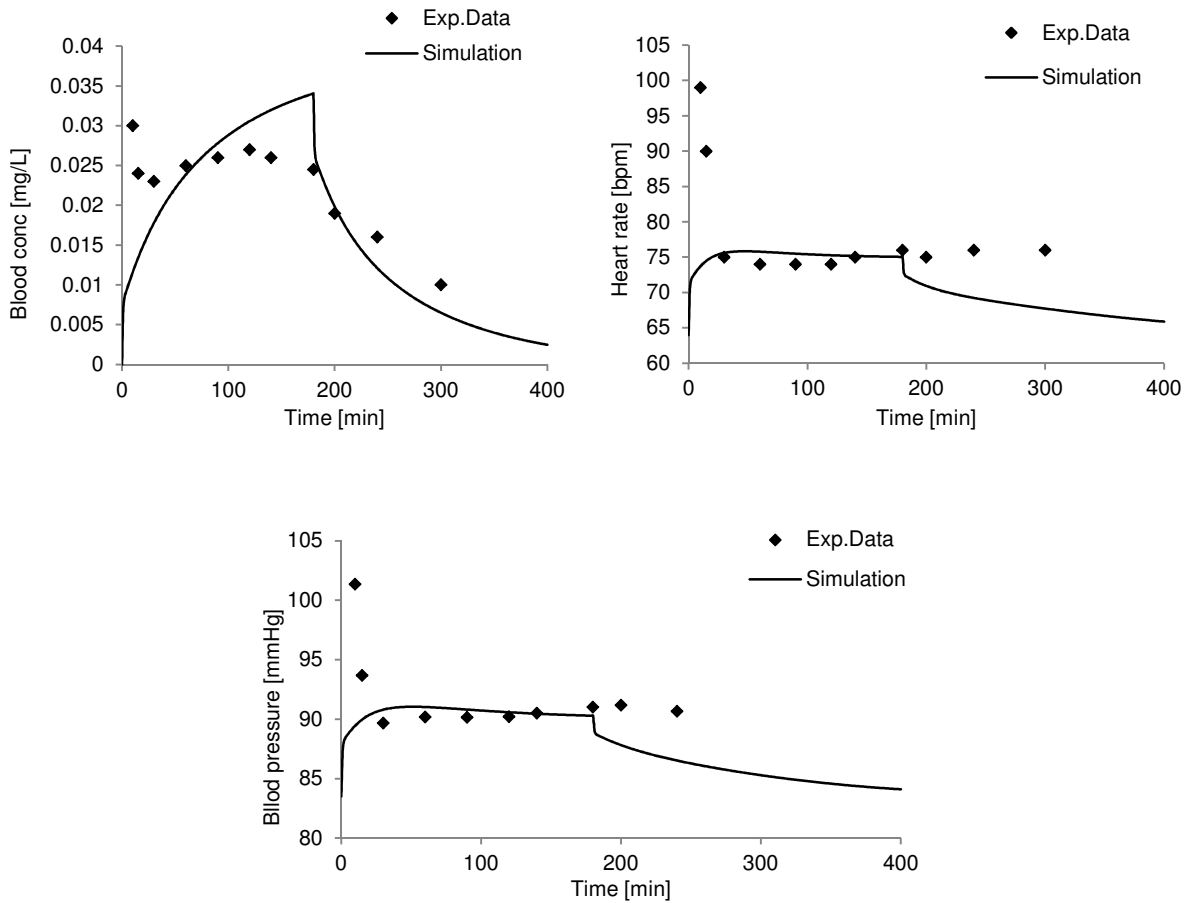 Exp.Data
Simulation
0.04
0.035
0.03
0.025
0.02
0.015
0.01
0.005
0
Blood conc [mg/L]
0 100 200 300 400
Time [min]
Exp.Data
Simulation
105
100
95
90
85
80
75
70
65
60
Heart rate [bpm]
0 100 200 300 400
Time [min]
Exp.Data
Simulation
105
100
95
90
85
80
Bllod pressure [mmHg]
0 100 200 300 400
Time [min]